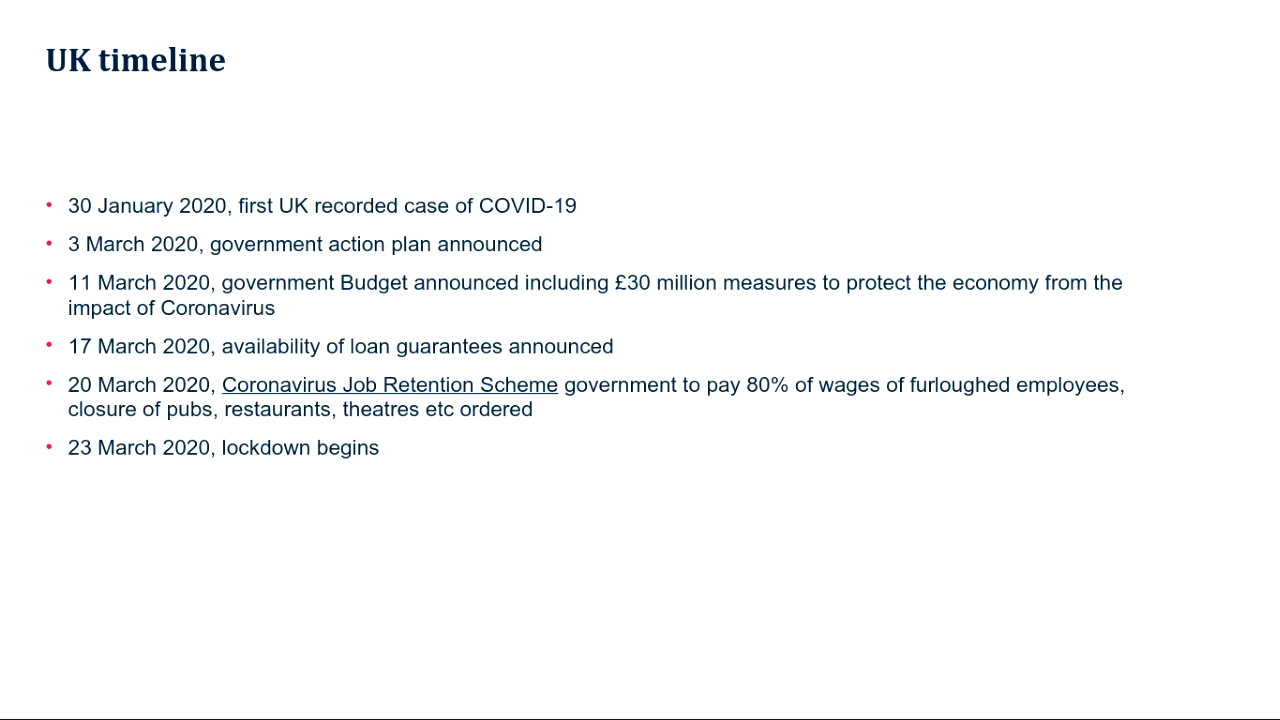 UK timeline
• 30 January 2020, first UK recorded case of COVID-19
• 3 March 2020, government action plan announced
• 11 March 2020, government Budget announced including £30 million measures to protect the economy from the
impact of Coronavirus
• 17 March 2020, availability of loan guarantees announced
• 20 March 2020, Coronavirus Job Retention Scheme government to pay 80% of wages of furloughed employees,
closure of pubs, restaurants, theatres etc ordered
• 23 March 2020, lockdown begins